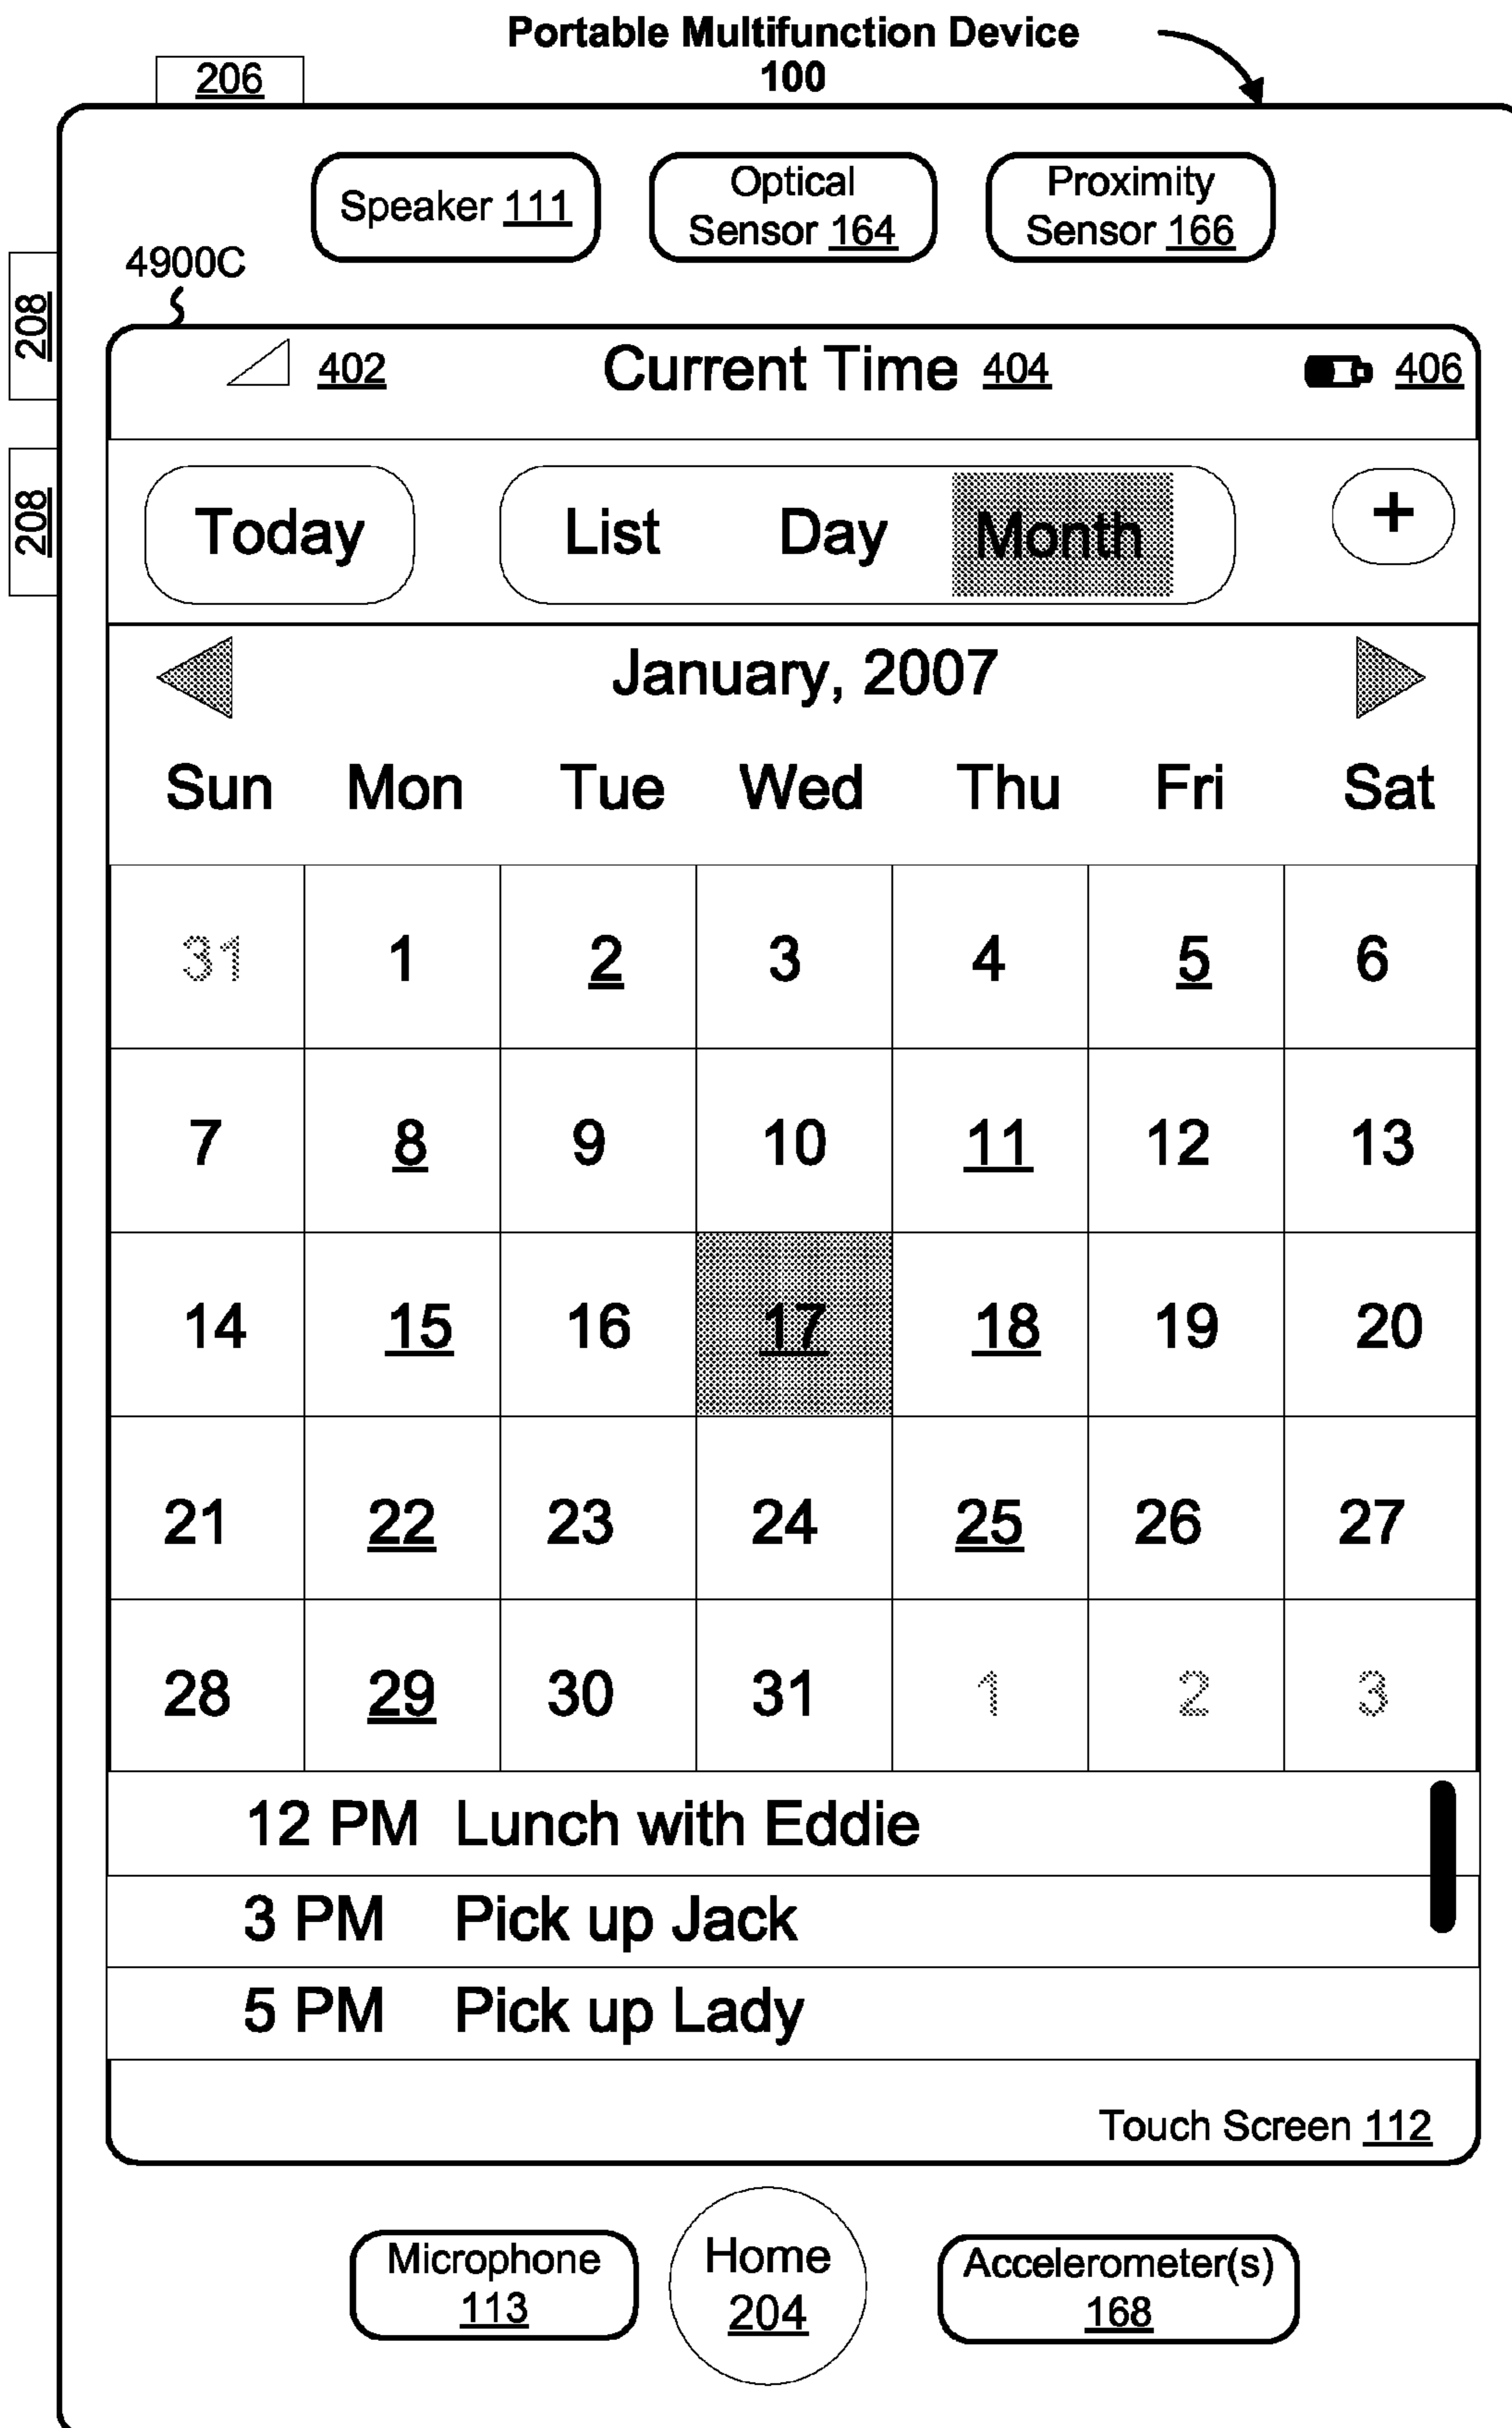 Portable Multifunction Device
100
206
Speaker 111
Optical
Sensor 164
Proximity
Sensor 166
4900C
208
208
402
Current Time 404
406
Today
List Day Month
+
January, 2007
Sun Mon Tue Wed Thu Fri Sat
31 1 2 3 4 5 6
7 8 9 10 11 12 13
14 15 16 17 18 19 20
21 22 23 24 25 26 27
28 29 30 31 1 2 3
12 PM Lunch with Eddie
3 PM Pick up Jack
5 PM Pick up Lady
Touch Screen 112
Microphone
113
Home
204
Accelerometer(s)
168